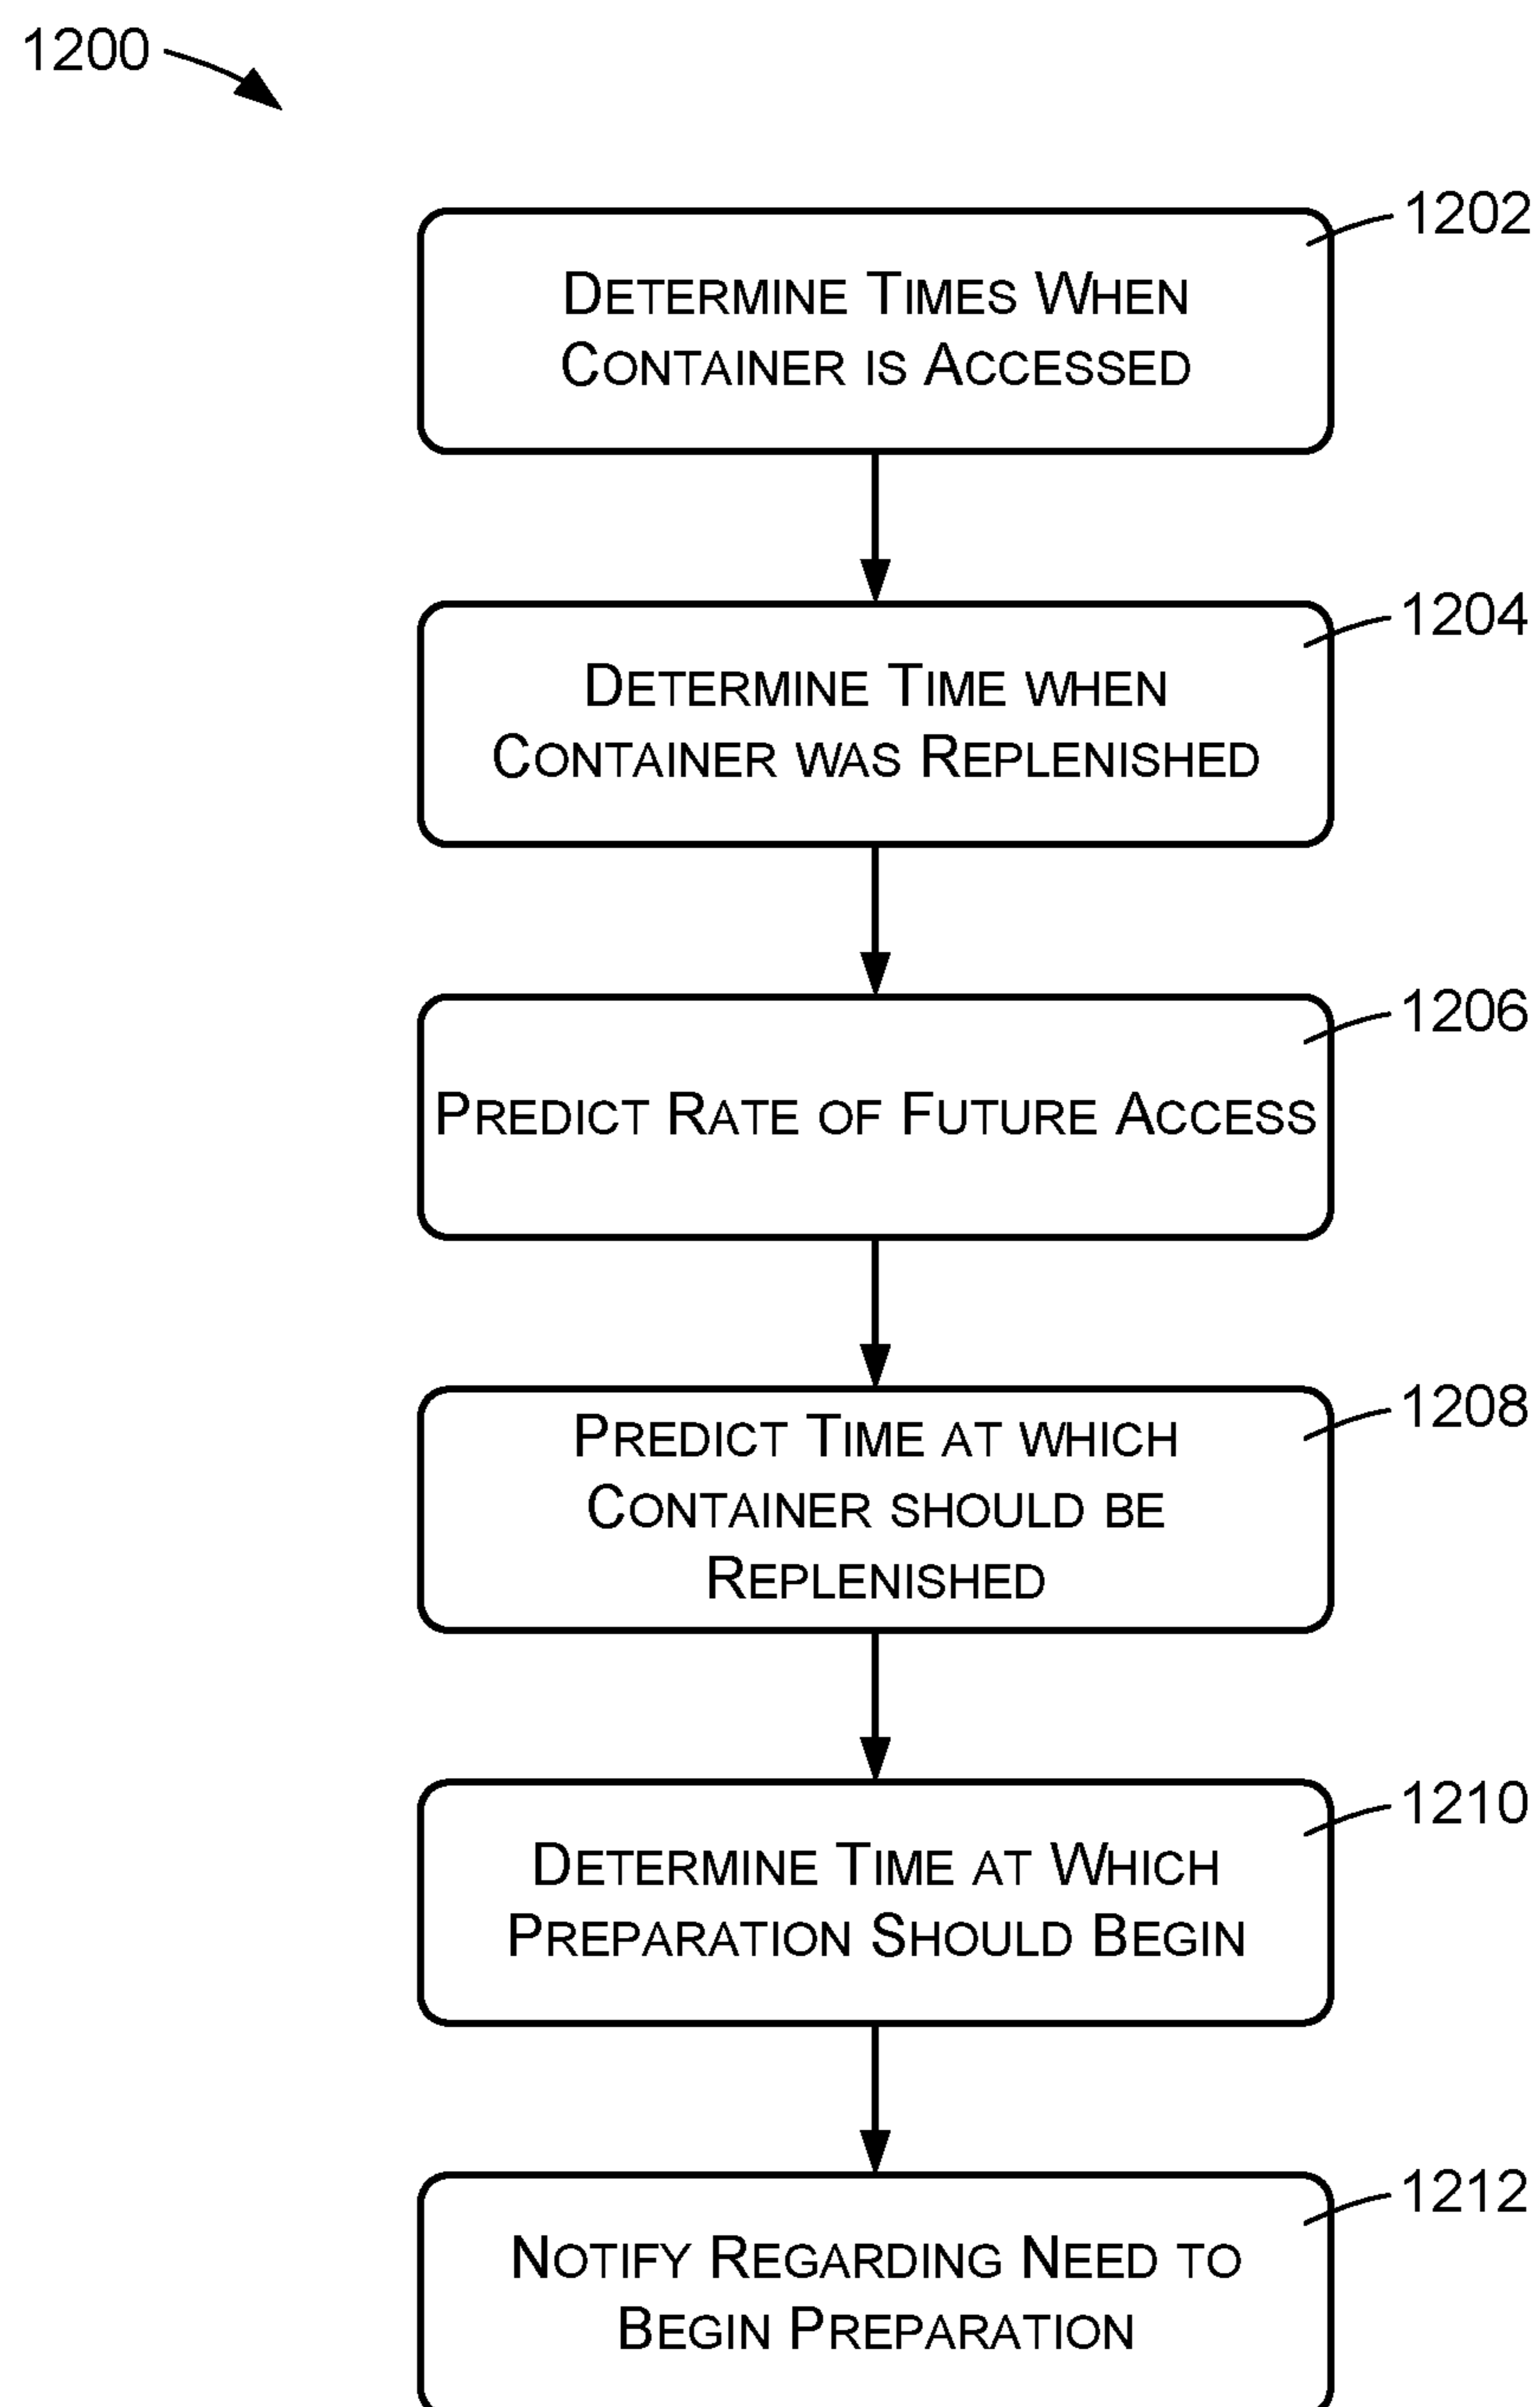 1200
1202
Determine Times When
Container is Accessed
1204
Determine Time when
Container was Replenished
1206
Predict Rate of Future Access
1208
Predict Time at which
Container should be
Replenished
1210
Determine Time at Which
Preparation Should Begin
1212
Notify Regarding Need to
Begin Preparation